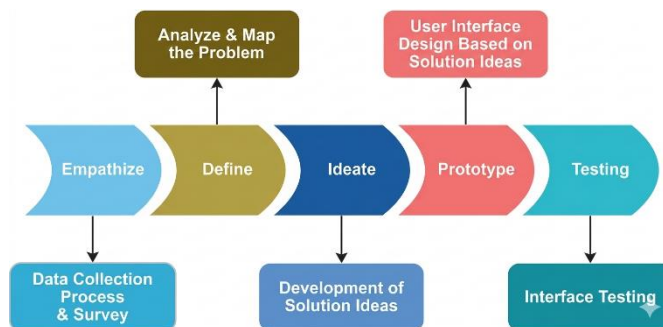 Analyze & Map
the Problem
User Interface
Design Based on
Solution Ideas
Empathize
Define
Ideate
Prototype
Testing
Data Collection
Process
& Survey
Development of
Solution Ideas
Interface Testing